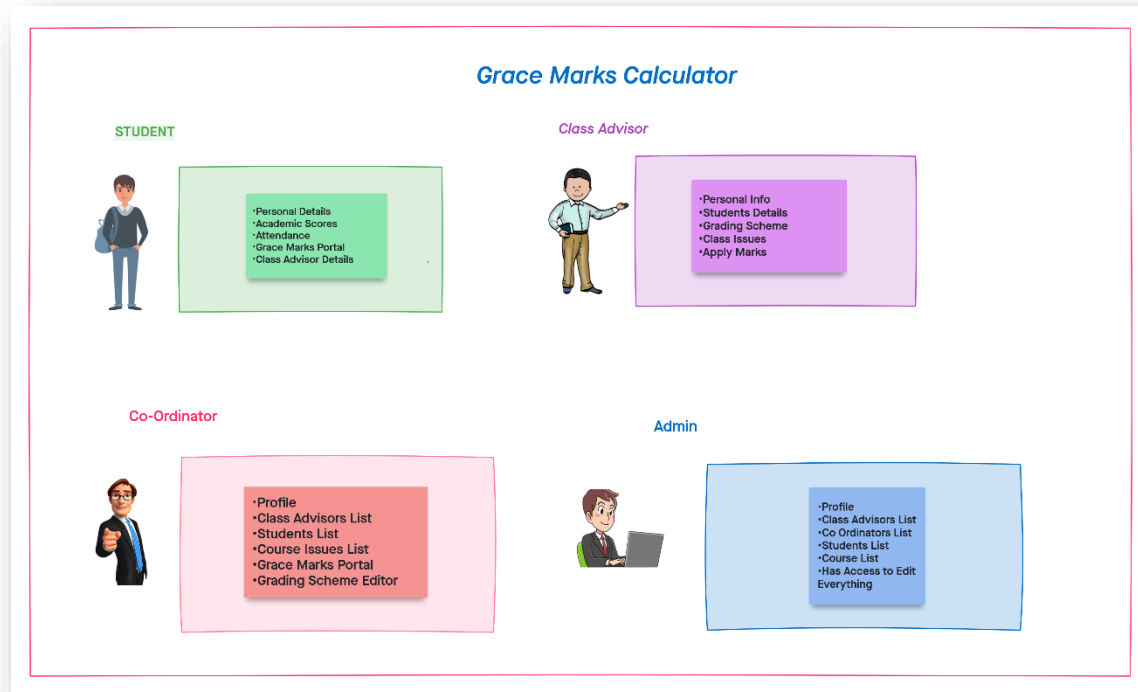 Grace Marks Calculator
STUDENT
·Personal Details
·Academic Scores
·Attendance
·Grace Marks Portal
·Class Advisor Details
Class Advisor
·Personal Info
·Students Details
·Grading Scheme
·Class Issues
·Apply Marks
Co-Ordinator
·Profile
·Class Advisors List
·Students List
·Course Issues List
·Grace Marks Portal
·Grading Scheme Editor
Admin
·Profile
·Class Advisors List
·Co Ordinators List
·Students List
·Course List
·Has Access to Edit
Everything